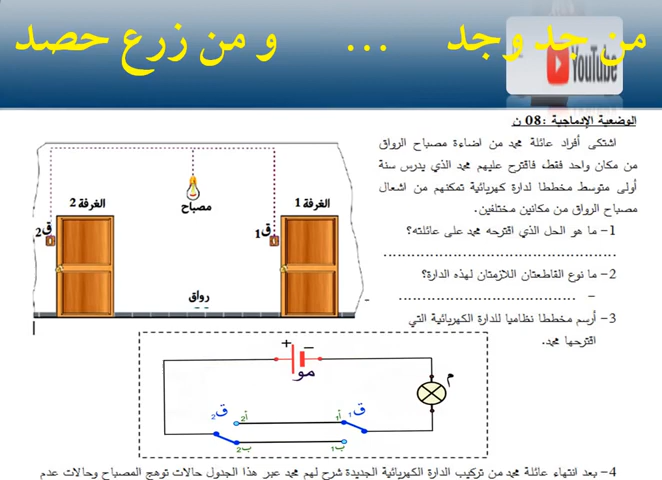 من جد وجد ... و من زرع حصد
YouTube
الوضعية الإدماجية :08 ن
اشتكى أفراد عائلة محمد من اضاءة مصباح الرواق
من مكان واحد فقط، فاقترح عليهم محمد الذي يدرس سنة
أولى متوسط مخططا لدارة كهربائية تمكنهم من اشعال
مصباح الرواق من مكانين مختلفين.
1- ما هو الحل الذي اقترحه محمد على عائلته؟
2- ما نوع القاطعتان اللازمتان لهذه الدارة؟
3- أرسم مخططا نظاميا للدارة الكهربائية التي
اقترحها محمد.
الغرفة 1
الغرفة 2
مصباح
ق1
ق2
رواق
+ −
مو
م
ق1
ق2
أ1
أ2
ب1
ب2
4- بعد انتهاء عائلة محمد من تركيب الدارة الكهربائية الجديدة شرح لهم محمد عبر هذا الجدول حالات توهج المصباح وحالات عدم